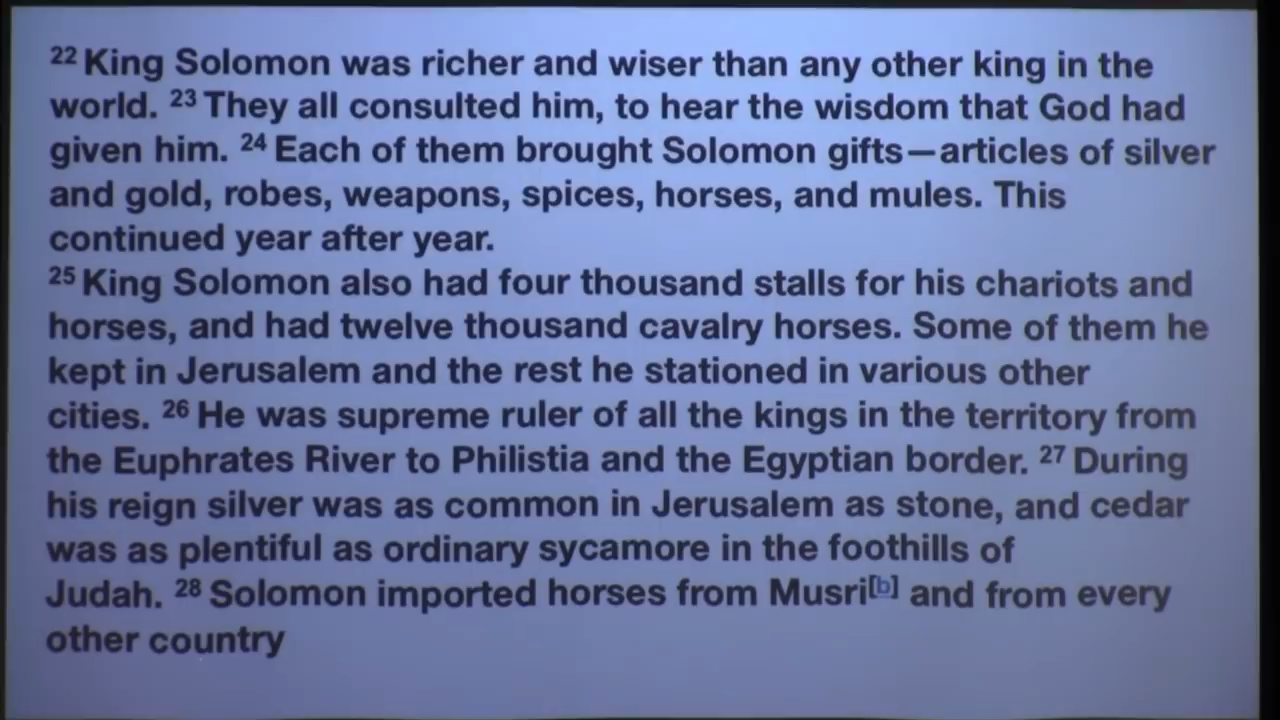 22 King Solomon was richer and wiser than any other king in the
world. 23 They all consulted him, to hear the wisdom that God had
given him. 24 Each of them brought Solomon gifts—articles of silver
and gold, robes, weapons, spices, horses, and mules. This
continued year after year.
25 King Solomon also had four thousand stalls for his chariots and
horses, and had twelve thousand cavalry horses. Some of them he
kept in Jerusalem and the rest he stationed in various other
cities. 26 He was supreme ruler of all the kings in the territory from
the Euphrates River to Philistia and the Egyptian border. 27 During
his reign silver was as common in Jerusalem as stone, and cedar
was as plentiful as ordinary sycamore in the foothills of
Judah. 28 Solomon imported horses from Musri[b] and from every
other country